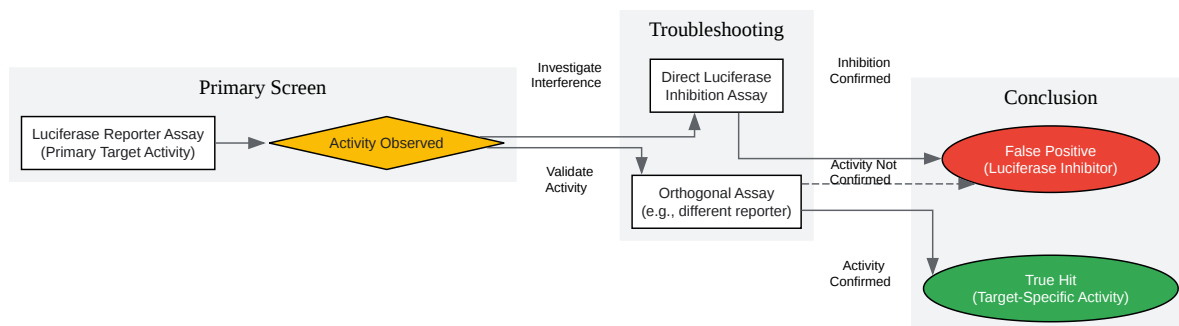 Primary Screen
Luciferase Reporter Assay
(Primary Target Activity)
Activity Observed
Investigate
Interference
Validate
Activity
Troubleshooting
Direct Luciferase
Inhibition Assay
Orthogonal Assay
(e.g., different reporter)
Inhibition
Confirmed
Activity Not
Confirmed
Activity
Confirmed
Conclusion
False Positive
(Luciferase Inhibitor)
True Hit
(Target-Specific Activity)